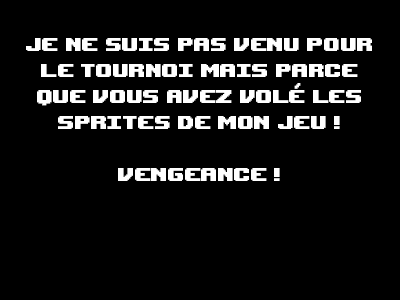 JE NE SUIS PAS VENU POUR
LE TOURNOI MAIS PARCE
QUE VOUS AVEZ VOLÉ LES
SPRITES DE MON JEU !
VENGEANCE !